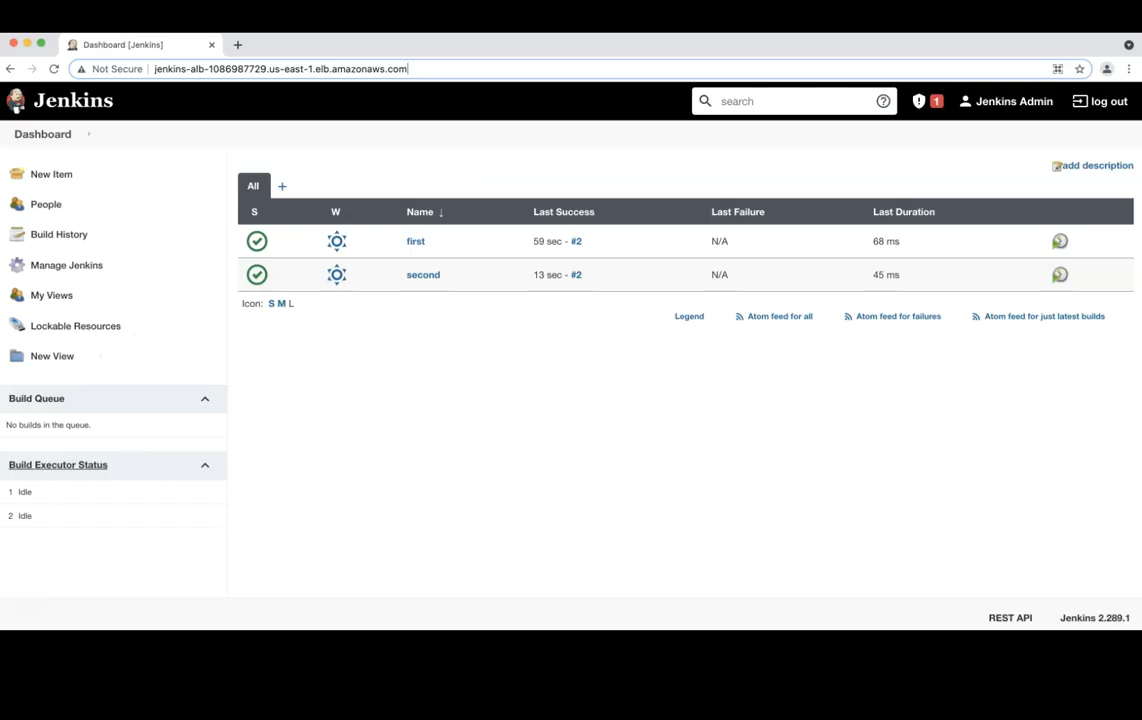 Dashboard [Jenkins]
Not Secure | jenkins-alb-1086987729.us-east-1.elb.amazonaws.com
Jenkins
search
1
Jenkins Admin
log out
Dashboard
New Item
People
Build History
Manage Jenkins
My Views
Lockable Resources
New View
Build Queue
No builds in the queue.
Build Executor Status
1 Idle
2 Idle
add description
All +
S W Name ↓ Last Success Last Failure Last Duration
first 59 sec - #2 N/A 68 ms
second 13 sec - #2 N/A 45 ms
Icon: S M L
Legend Atom feed for all Atom feed for failures Atom feed for just latest builds
REST API Jenkins 2.289.1